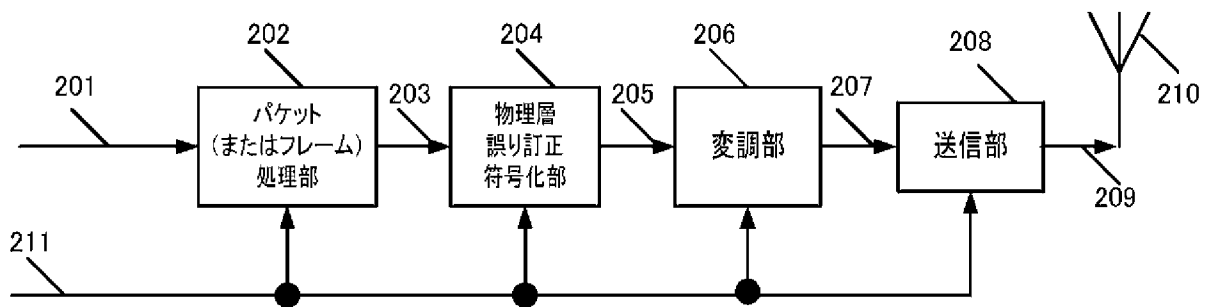 202
204
206
208
201
203
205
207
210
パケット
(またはフレーム)
処理部
物理層
誤り訂正
符号化部
変調部
送信部
209
211